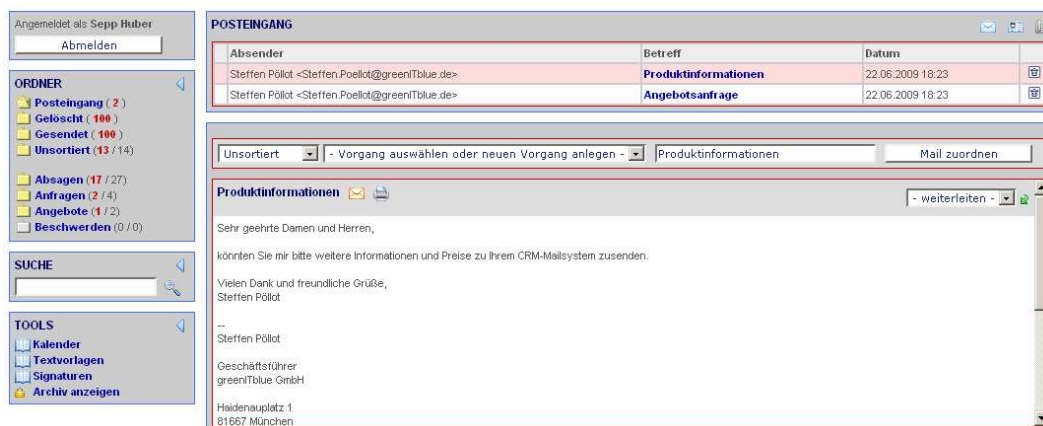 Angemeldet als Sepp Huber
Abmelden
ORDNER
Posteingang ( 2 )
Gelöscht ( 100 )
Gesendet ( 100 )
Unsortiert (13 / 14)
Absagen (17 / 27)
Anfragen (2 / 4)
Angebote (1 / 2)
Beschwerden (0 / 0)
SUCHE
TOOLS
Kalender
Textvorlagen
Signaturen
Archiv anzeigen
POSTEINGANG
Absender Betreff Datum
Steffen Pöllot <Steffen.Poellot@greenITblue.de> Produktinformationen 22.06.2009 18:23
Steffen Pöllot <Steffen.Poellot@greenITblue.de> Angebotsanfrage 22.06.2009 18:23
Unsortiert - Vorgang auswählen oder neuen Vorgang anlegen - Produktinformationen Mail zuordnen
Produktinformationen - weiterleiten -
Sehr geehrte Damen und Herren,
könnten Sie mir bitte weitere Informationen und Preise zu Ihrem CRM-Mailsystem zusenden.
Vielen Dank und freundliche Grüße,
Steffen Pöllot
--
Steffen Pöllot
Geschäftsführer
greenITblue GmbH
Haidenauplatz 1
81667 München